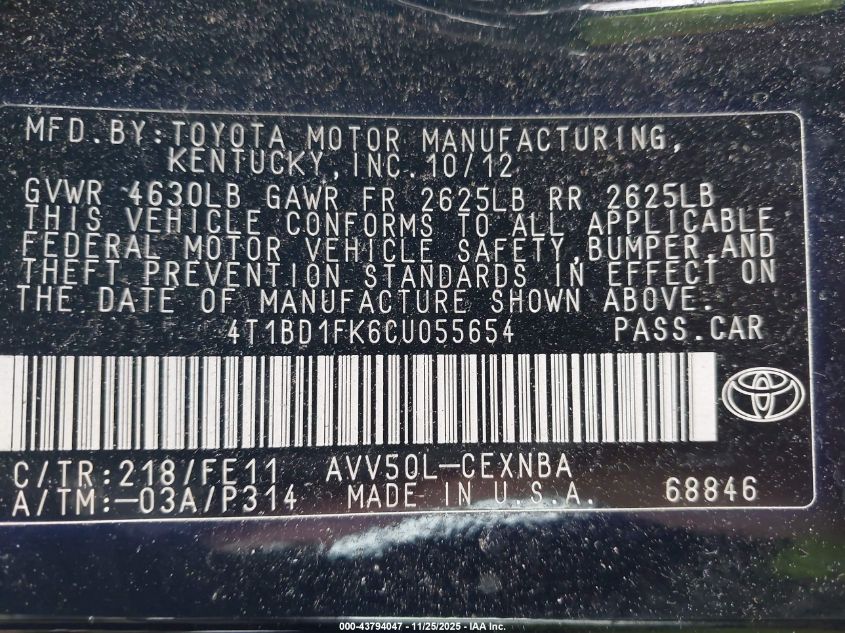 MFD.BY:TOYOTA MOTOR MANUFACTURING,
KENTUCKY,INC.10/12
GVWR 4630LB GAWR FR 2625LB RR 2625LB
THIS VEHICLE CONFORMS TO ALL APPLICABLE
FEDERAL MOTOR VEHICLE SAFETY,BUMPER,AND
THEFT PREVENTION STANDARDS IN EFFECT ON
THE DATE OF MANUFACTURE SHOWN ABOVE.
4T1BD1FK6CU055654 PASS.CAR
C/TR:218/FE11 AVV50L-CEXNBA
A/TM:-03A/P314 MADE IN U.S.A. 68846
000-43794047 - 11/25/2025 - IAA Inc.